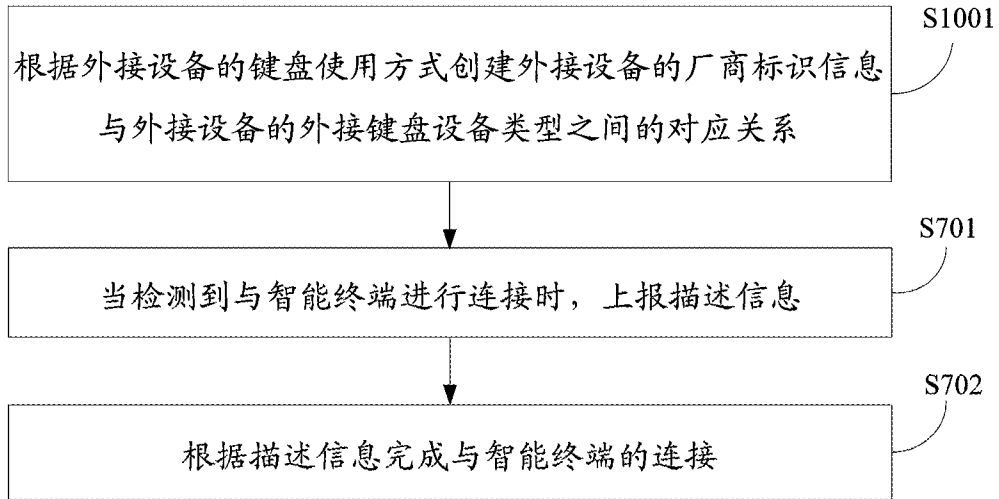 S1001
根据外接设备的键盘使用方式创建外接设备的厂商标识信息
与外接设备的外接键盘设备类型之间的对应关系
S701
当检测到与智能终端进行连接时，上报描述信息
S702
根据描述信息完成与智能终端的连接